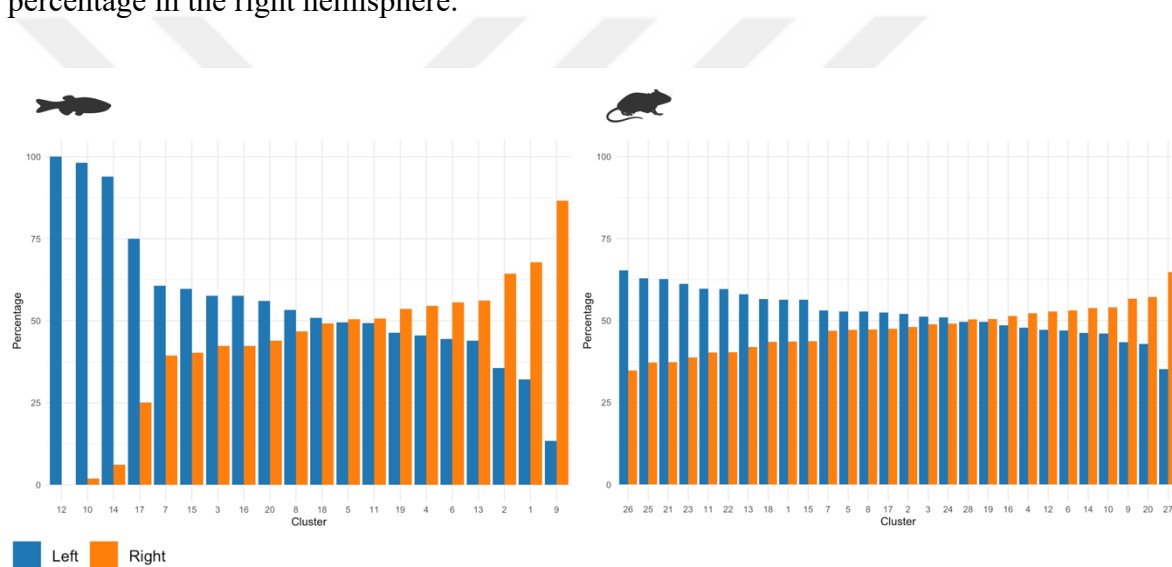 percentage in the right hemisphere.
100
75
50
25
0
Percentage
12 10 14 17 7 15 3 16 20 8 18 5 11 19 4 6 13 2 1 9
Cluster
100
75
50
25
0
Percentage
26 25 21 23 11 22 13 18 1 15 7 5 8 17 2 3 24 28 19 16 4 12 6 14 10 9 20 27
Cluster
Left Right